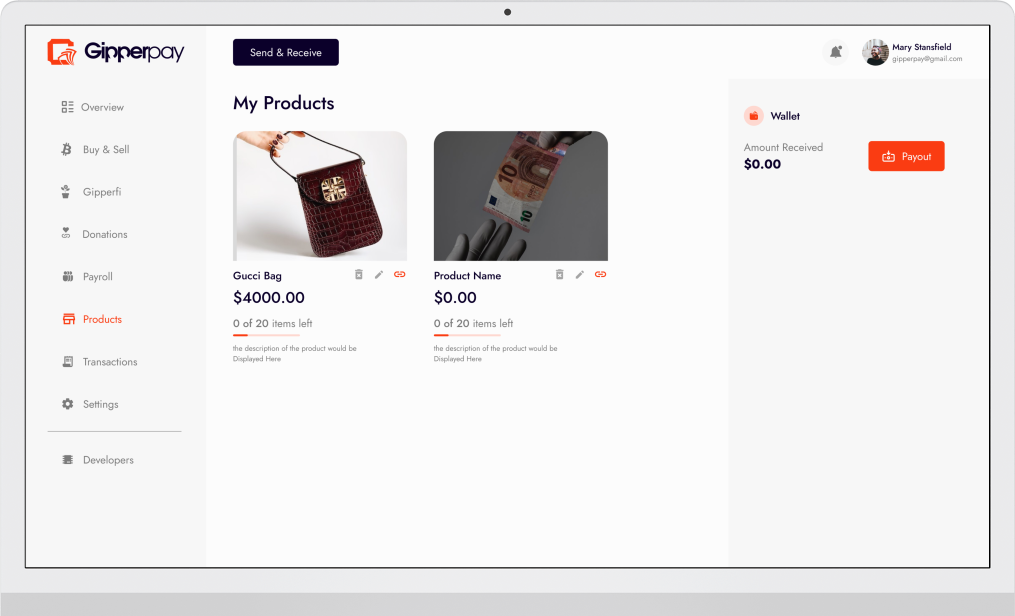 Gipperpay
Send & Receive
Mary Stansfield
gipperpay@gmail.com
Overview
Buy & Sell
Gipperfi
Donations
Payroll
Products
Transactions
Settings
Developers
My Products
10
10
Gucci Bag
$4000.00
0 of 20 items left
the description of the product would be
Displayed Here
Product Name
$0.00
0 of 20 items left
the description of the product would be
Displayed Here
Wallet
Amount Received
$0.00
Payout